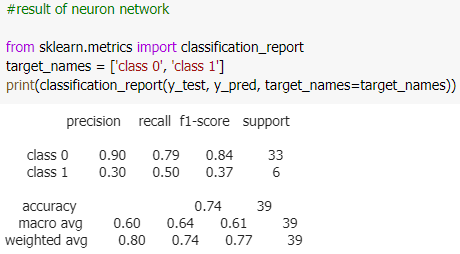 #result of neuron network
from sklearn.metrics import classification_report
target_names = ['class 0', 'class 1']
print(classification_report(y_test, y_pred, target_names=target_names))
precision recall f1-score support
class 0 0.90 0.79 0.84 33
class 1 0.30 0.50 0.37 6
accuracy 0.74 39
macro avg 0.60 0.64 0.61 39
weighted avg 0.80 0.74 0.77 39